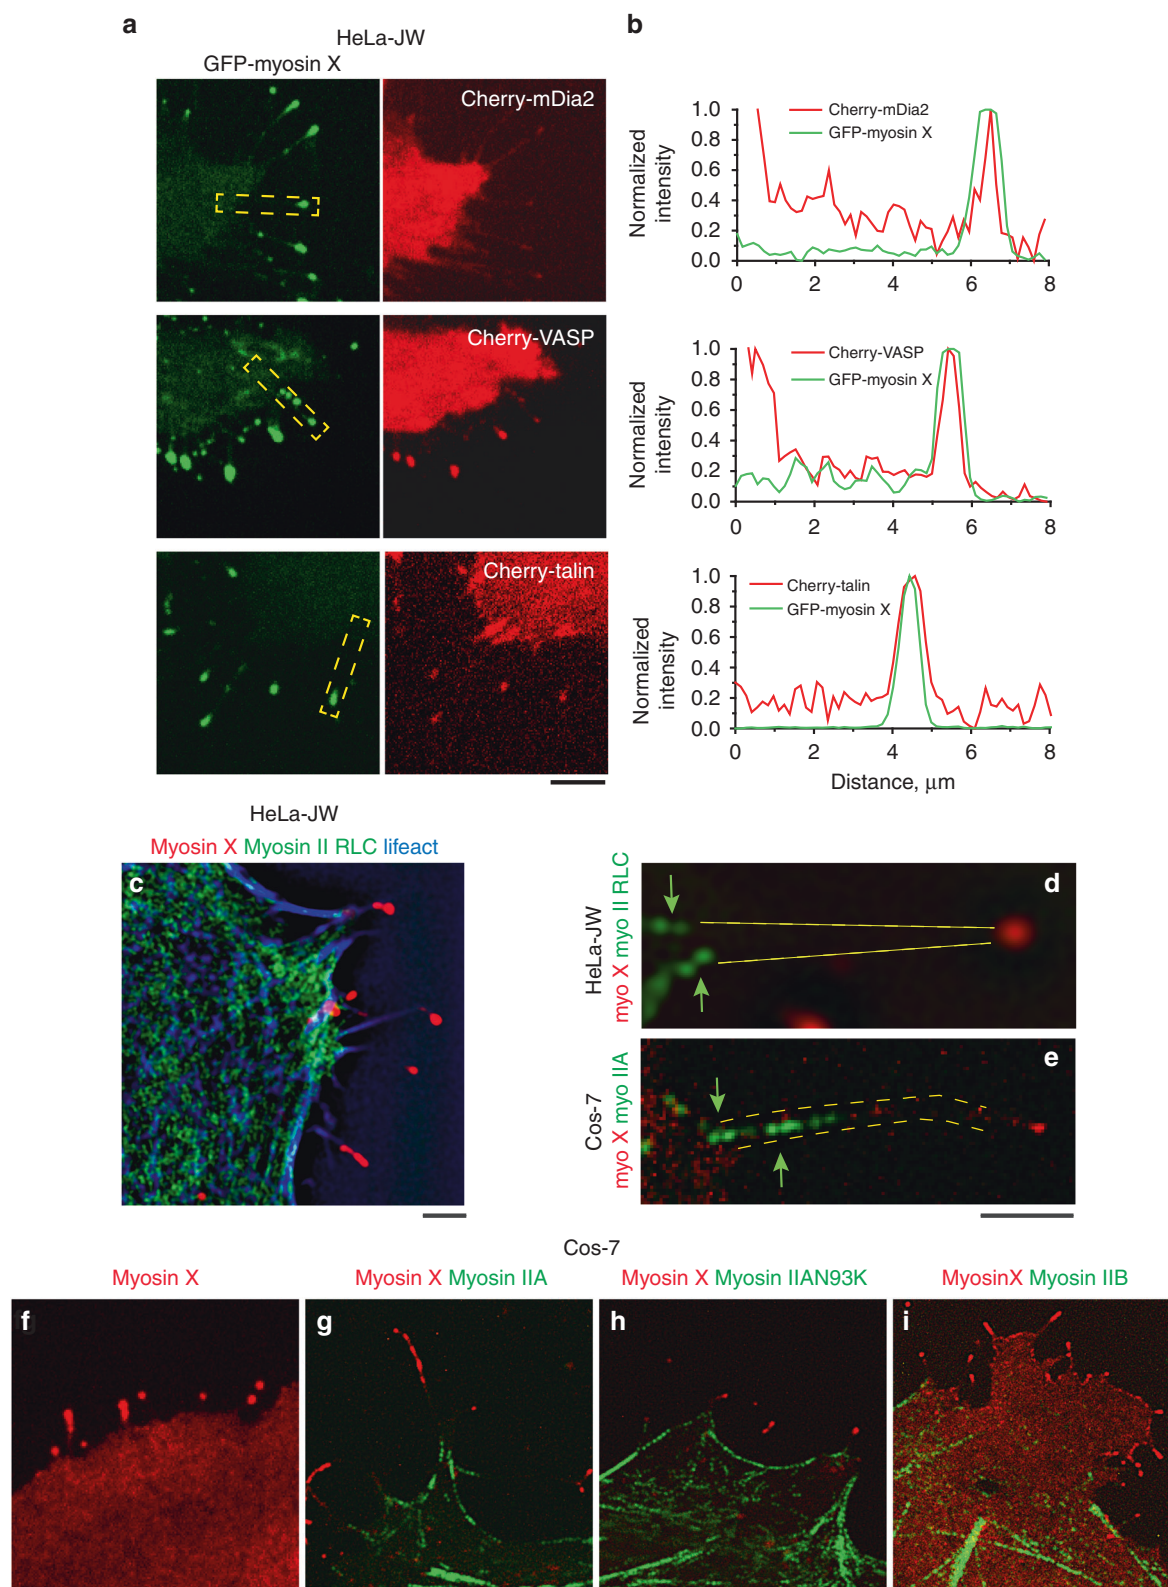 a
HeLa-JW
GFP-myosin X
Cherry-mDia2
Cherry-VASP
Cherry-talin
b
Normalized
intensity
1.0
0.8
0.6
0.4
0.2
0.0
Cherry-mDia2
GFP-myosin X
0 2 4 6 8
Normalized
intensity
1.0
0.8
0.6
0.4
0.2
0.0
Cherry-VASP
GFP-myosin X
0 2 4 6 8
Normalized
intensity
1.0
0.8
0.6
0.4
0.2
0.0
Cherry-talin
GFP-myosin X
0 2 4 6 8
Distance, μm
HeLa-JW
Myosin X Myosin II RLC lifeact
c
HeLa-JW
myo X myo II RLC
d
Cos-7
myo X myo IIA
e
Cos-7
Myosin X
Myosin X Myosin IIA
Myosin X Myosin IIAN93K
MyosinX Myosin IIB
f
g
h
i